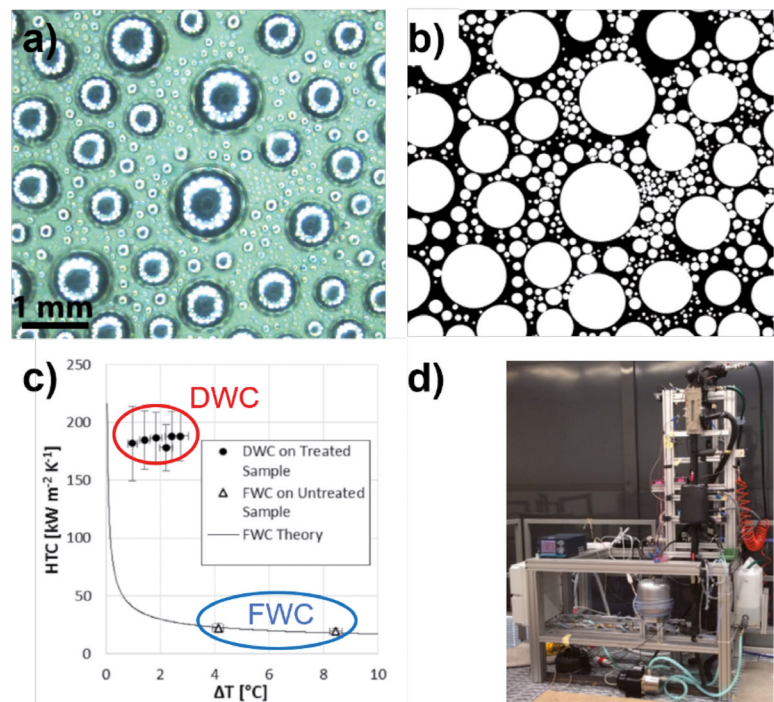 a)
1 mm
b)
c)
250
200
150
100
50
0
0
2
4
6
8
10
HTC [kW m⁻² K⁻¹]
ΔT [°C]
DWC
DWC on Treated
Sample
FWC on Untreated
Sample
FWC Theory
FWC
d)